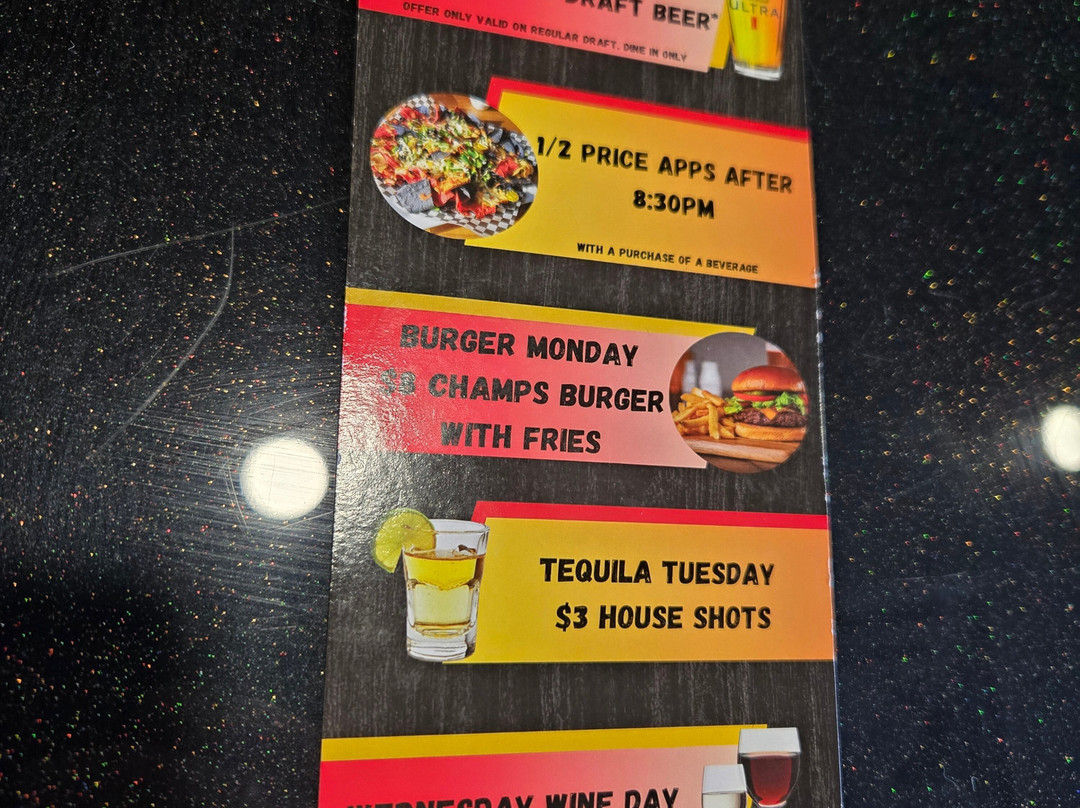 DRAFT BEER*
ULTRA
OFFER ONLY VALID ON REGULAR DRAFT. DINE IN ONLY
1/2 PRICE APPS AFTER
8:30PM
WITH A PURCHASE OF A BEVERAGE
BURGER MONDAY
$8 CHAMPS BURGER
WITH FRIES
TEQUILA TUESDAY
$3 HOUSE SHOTS
WEDNESDAY WINE DAY